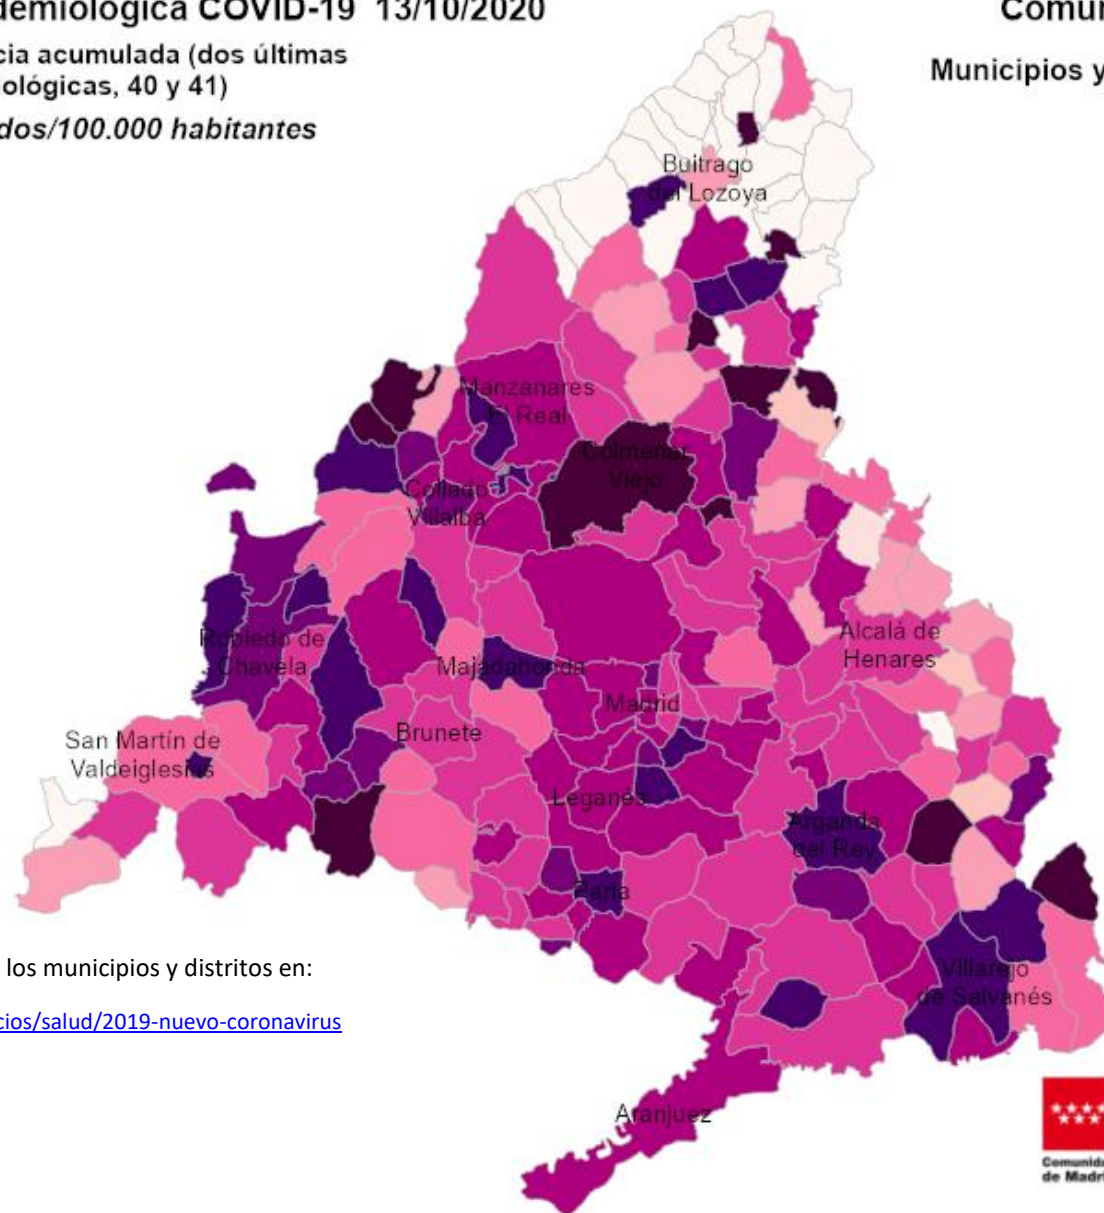 demiológica COVID-19 13/10/2020
Comun
cia acumulada (dos últimas
iológicas, 40 y 41)
Municipios y
dos/100.000 habitantes
Buitrago
del Lozoya
Manzanares
El Real
Colmenar
Viejo
Collado
Villalba
Robledo de
Chavela
Alcalá de
Henares
Majadahonda
Madrid
Brunete
San Martín de
Valdeiglesias
Leganés
Arganda
del Rey
Parla
los municipios y distritos en:
Villarejo
de Salvanés
cios/salud/2019-nuevo-coronavirus
Aranjuez
Comunida
de Madri